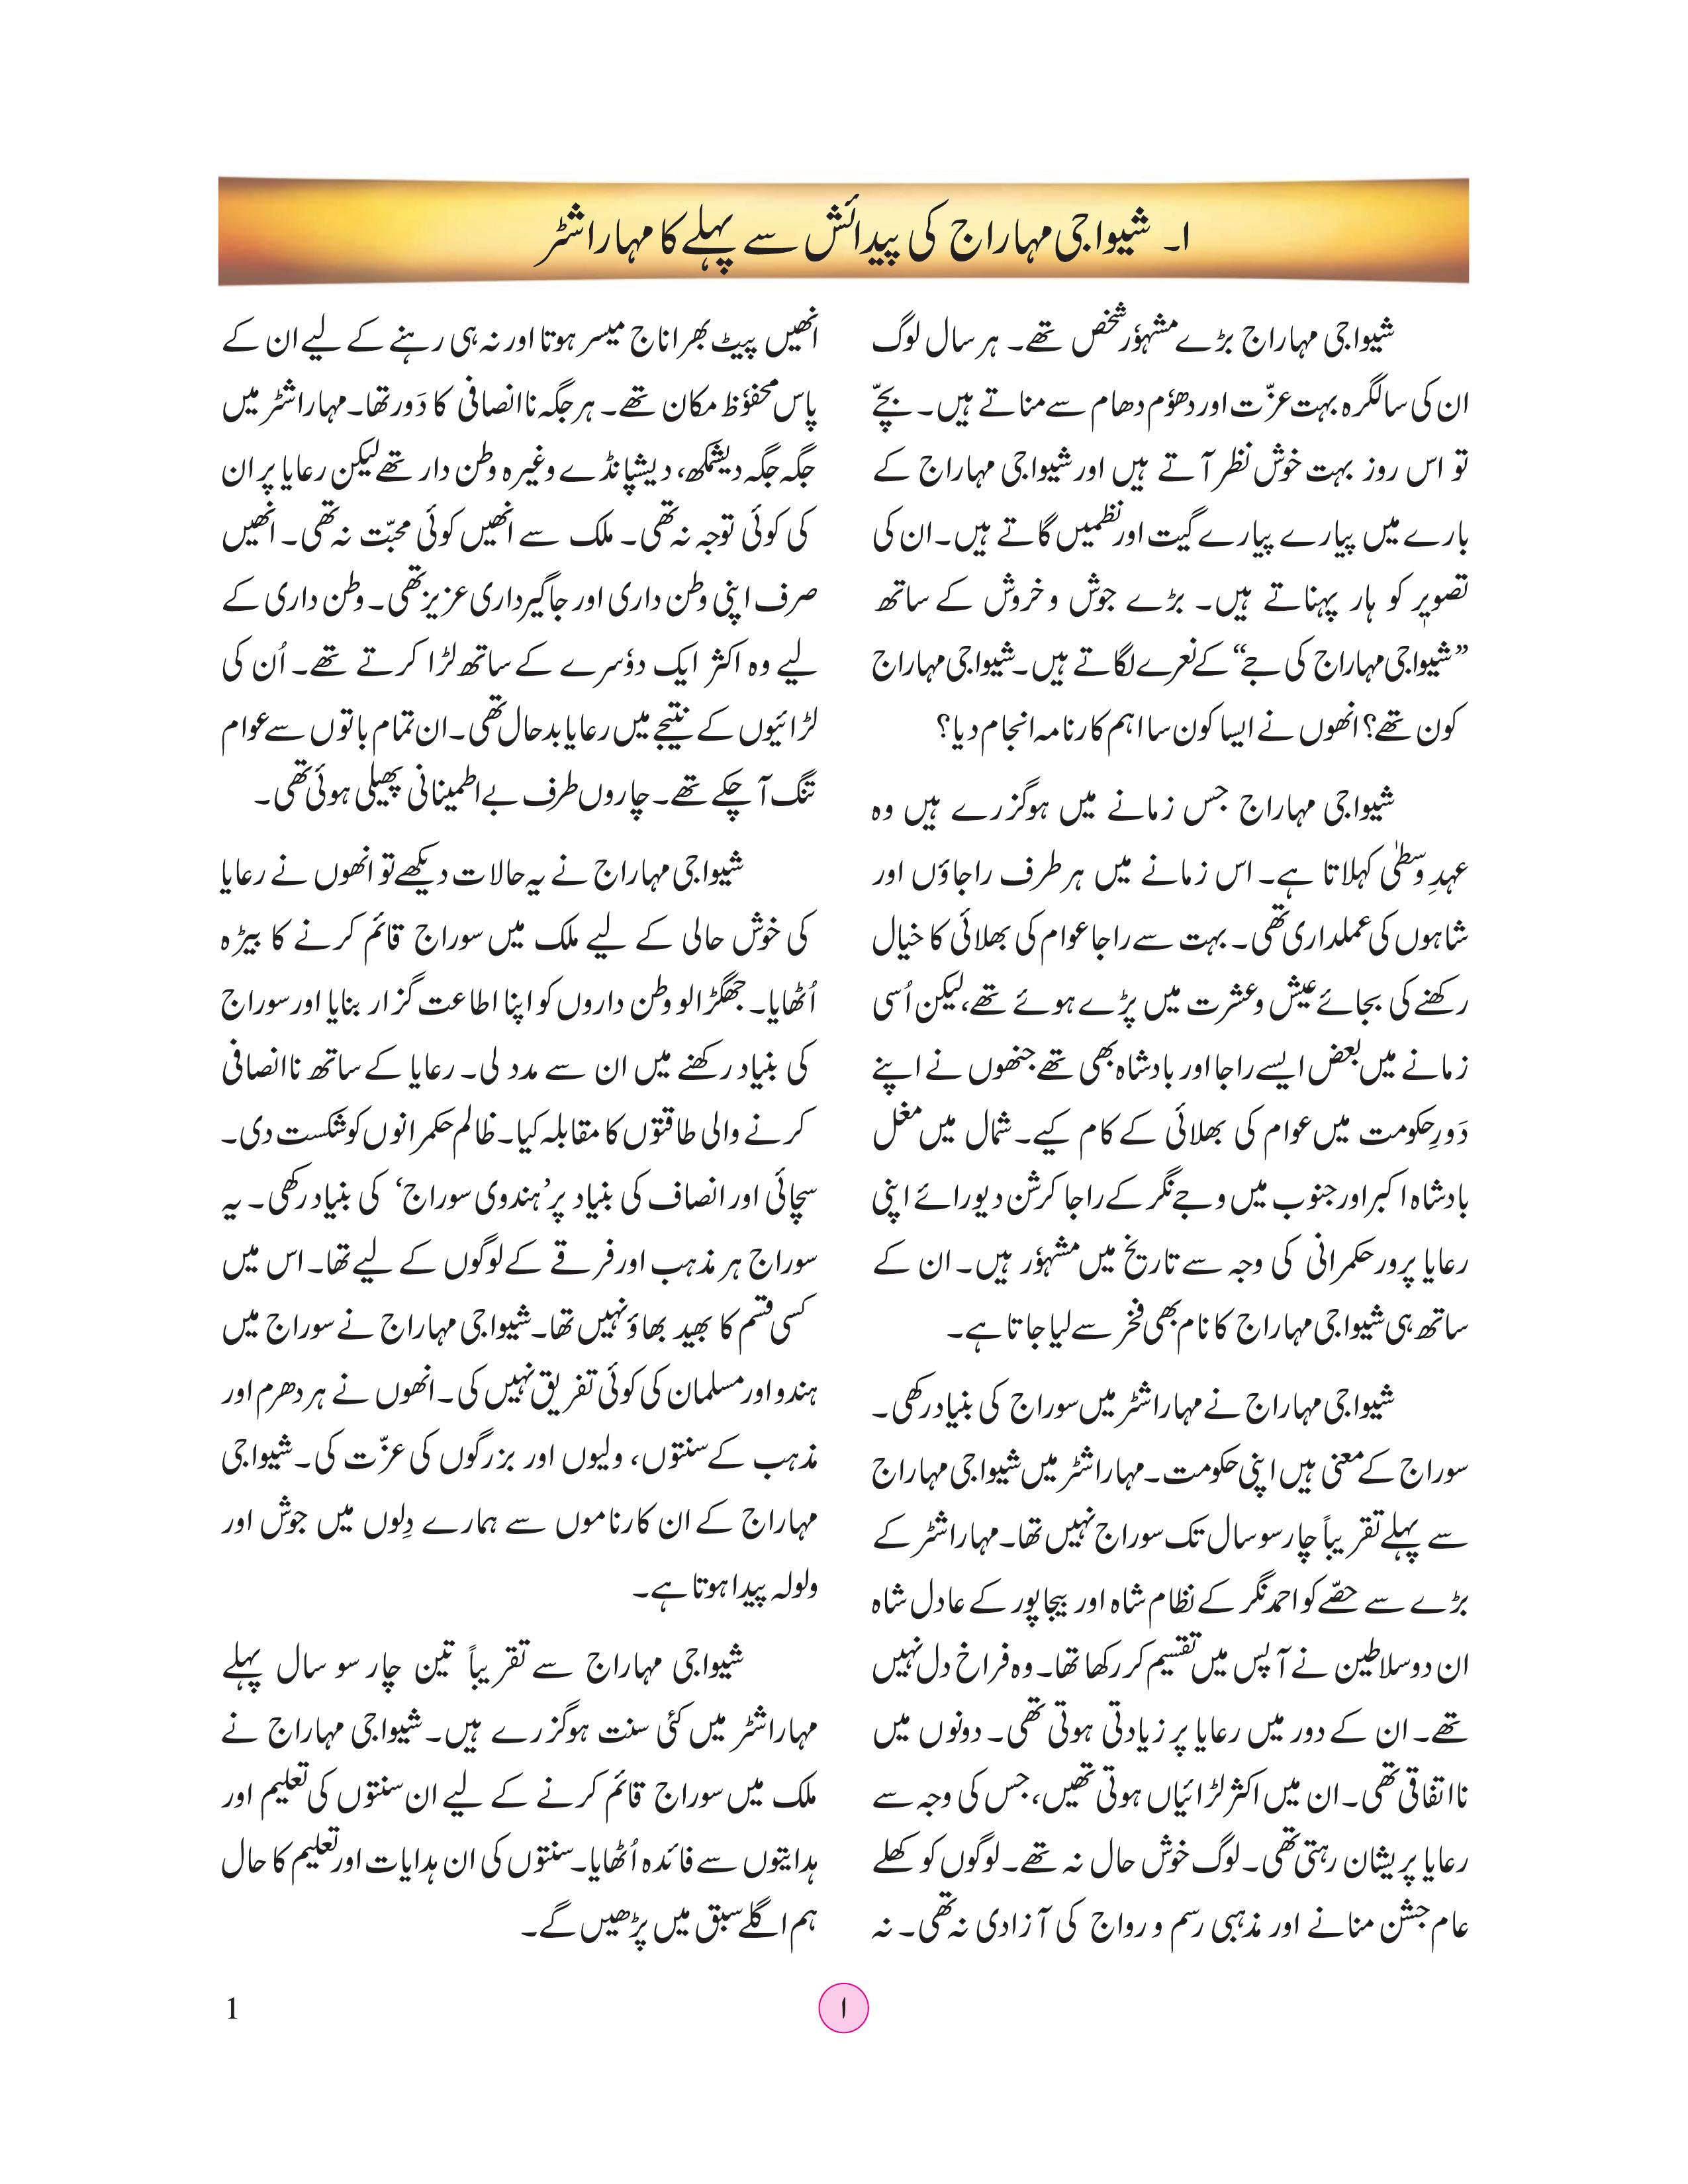 ۱۔ شیواجی مہاراج کی پیدائش سے پہلے کا مہاراشٹر
شیواجی مہاراج بڑے مشہوٗر شخص تھے۔ ہر سال لوگ
ان کی سالگرہ بہت عزّت اور دھوٗم دھام سے مناتے ہیں۔ بچّے
تو اس روز بہت خوش نظر آتے ہیں اور شیواجی مہاراج کے
بارے میں پیارے پیارے گیت اور نظمیں گاتے ہیں۔ ان کی
تصویٖر کو ہار پہناتے ہیں۔ بڑے جوش و خروش کے ساتھ
”شیواجی مہاراج کی جے“ کے نعرے لگاتے ہیں۔ شیواجی مہاراج
کون تھے؟ انھوں نے ایسا کون سا اہم کارنامہ انجام دیا؟
شیواجی مہاراج جس زمانے میں ہوگزرے ہیں وہ
عہدِ وسطٰی کہلاتا ہے۔ اس زمانے میں ہر طرف راجاؤں اور
شاہوں کی عملداری تھی۔ بہت سے راجا عوام کی بھلائی کا خیال
رکھنے کی بجائے عیش و عشرت میں پڑے ہوئے تھے، لیکن اُسی
زمانے میں بعض ایسے راجا اور بادشاہ بھی تھے جنھوں نے اپنے
دَورِ حکومت میں عوام کی بھلائی کے کام کیے۔ شمال میں مغل
بادشاہ اکبر اور جنوب میں وجے نگر کے راجا کرشن دیورائے اپنی
رعایا پرور حکمرانی کی وجہ سے تاریخ میں مشہوٗر ہیں۔ ان کے
ساتھ ہی شیواجی مہاراج کا نام بھی فخر سے لیا جاتا ہے۔
شیواجی مہاراج نے مہاراشٹر میں سوراج کی بنیاد رکھی۔
سوراج کے معنی ہیں اپنی حکومت۔ مہاراشٹر میں شیواجی مہاراج
سے پہلے تقریباً چار سو سال تک سوراج نہیں تھا۔ مہاراشٹر کے
بڑے سے حصّے کو احمدنگر کے نظام شاہ اور بیجاپور کے عادل شاہ
ان دو سلاطین نے آپس میں تقسیم کر رکھا تھا۔ وہ فراخ دل نہیں
تھے۔ ان کے دور میں رعایا پر زیادتی ہوتی تھی۔ دونوں میں
نااتفاقی تھی۔ ان میں اکثر لڑائیاں ہوتی تھیں، جس کی وجہ سے
رعایا پریشان رہتی تھی۔ لوگ خوش حال نہ تھے۔ لوگوں کو کھلے
عام جشن منانے اور مذہبی رسم و رواج کی آزادی نہ تھی۔ نہ
انھیں پیٹ بھر اناج میسر ہوتا اور نہ ہی رہنے کے لیے ان کے
پاس محفوٗظ مکان تھے۔ ہر جگہ ناانصافی کا دَور تھا۔ مہاراشٹر میں
جگہ جگہ دیشمکھ، دیشپانڈے وغیرہ وطن دار تھے لیکن رعایا پر ان
کی کوئی توجہ نہ تھی۔ ملک سے انھیں کوئی محبّت نہ تھی۔ انھیں
صرف اپنی وطن داری اور جاگیرداری عزیز تھی۔ وطن داری کے
لیے وہ اکثر ایک دوٗسرے کے ساتھ لڑا کرتے تھے۔ اُن کی
لڑائیوں کے نتیجے میں رعایا بدحال تھی۔ ان تمام باتوں سے عوام
تنگ آچکے تھے۔ چاروں طرف بےاطمینانی پھیلی ہوئی تھی۔
شیواجی مہاراج نے یہ حالات دیکھے تو انھوں نے رعایا
کی خوش حالی کے لیے ملک میں سوراج قائم کرنے کا بیڑہ
اُٹھایا۔ جھگڑالو وطن داروں کو اپنا اطاعت گزار بنایا اور سوراج
کی بنیاد رکھنے میں ان سے مدد لی۔ رعایا کے ساتھ ناانصافی
کرنے والی طاقتوں کا مقابلہ کیا۔ ظالم حکمرانوں کو شکست دی۔
سچائی اور انصاف کی بنیاد پر ’ہندوی سوراج‘ کی بنیاد رکھی۔ یہ
سوراج ہر مذہب اور فرقے کے لوگوں کے لیے تھا۔ اس میں
کسی قسم کا بھید بھاؤ نہیں تھا۔ شیواجی مہاراج نے سوراج میں
ہندو اور مسلمان کی کوئی تفریق نہیں کی۔ انھوں نے ہر دھرم اور
مذہب کے سنتوں، ولیوں اور بزرگوں کی عزّت کی۔ شیواجی
مہاراج کے ان کارناموں سے ہمارے دِلوں میں جوش اور
ولولہ پیدا ہوتا ہے۔
شیواجی مہاراج سے تقریباً تین چار سو سال پہلے
مہاراشٹر میں کئی سنت ہوگزرے ہیں۔ شیواجی مہاراج نے
ملک میں سوراج قائم کرنے کے لیے ان سنتوں کی تعلیم اور
ہدایتوں سے فائدہ اُٹھایا۔ سنتوں کی ان ہدایات اور تعلیم کا حال
ہم اگلے سبق میں پڑھیں گے۔
1
۱